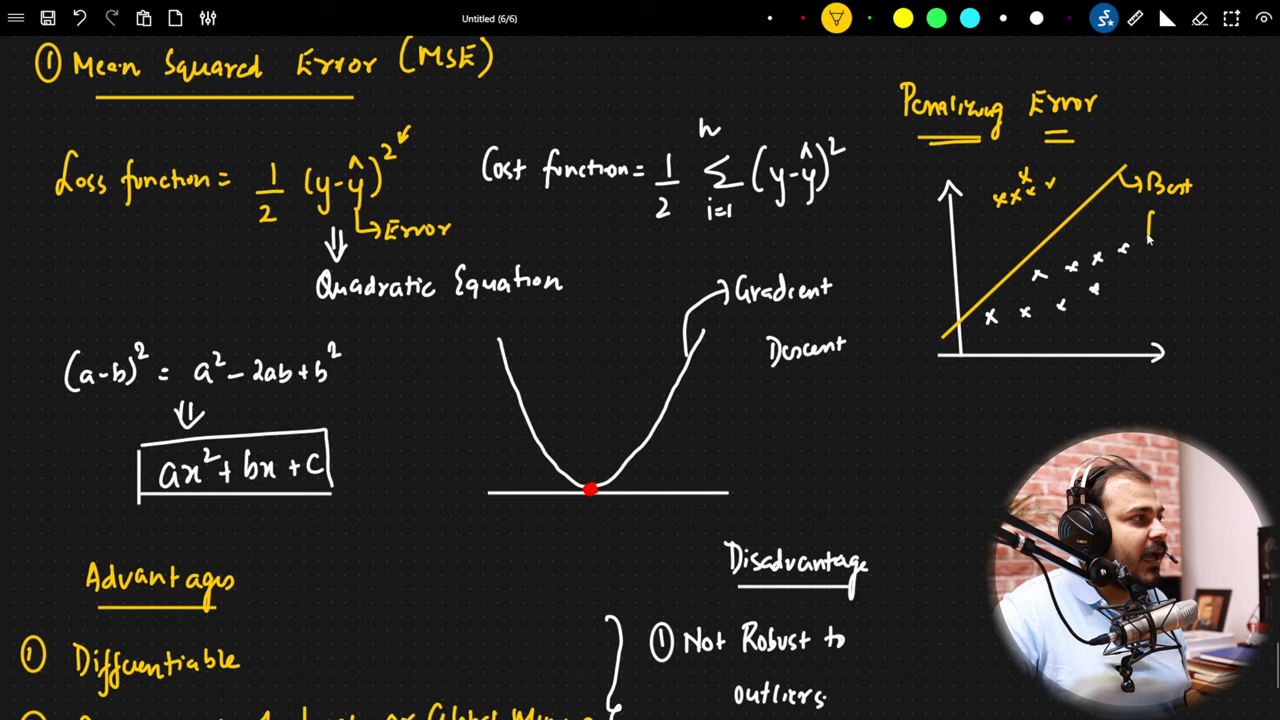 Untitled (6/6)
① Mean Squared Error (MSE)
Loss function = 1/2 (y-ŷ)²
Error
Quadratic Equation
Cost function = 1/2 n Σ i=1 (y-ŷ)²
Penalizing Error
Best
(a-b)² = a² - 2ab + b²
ax² + bx + c
Gradient
Descent
Advantages
① Differentiable
Disadvantage
① Not Robust to
outliers.